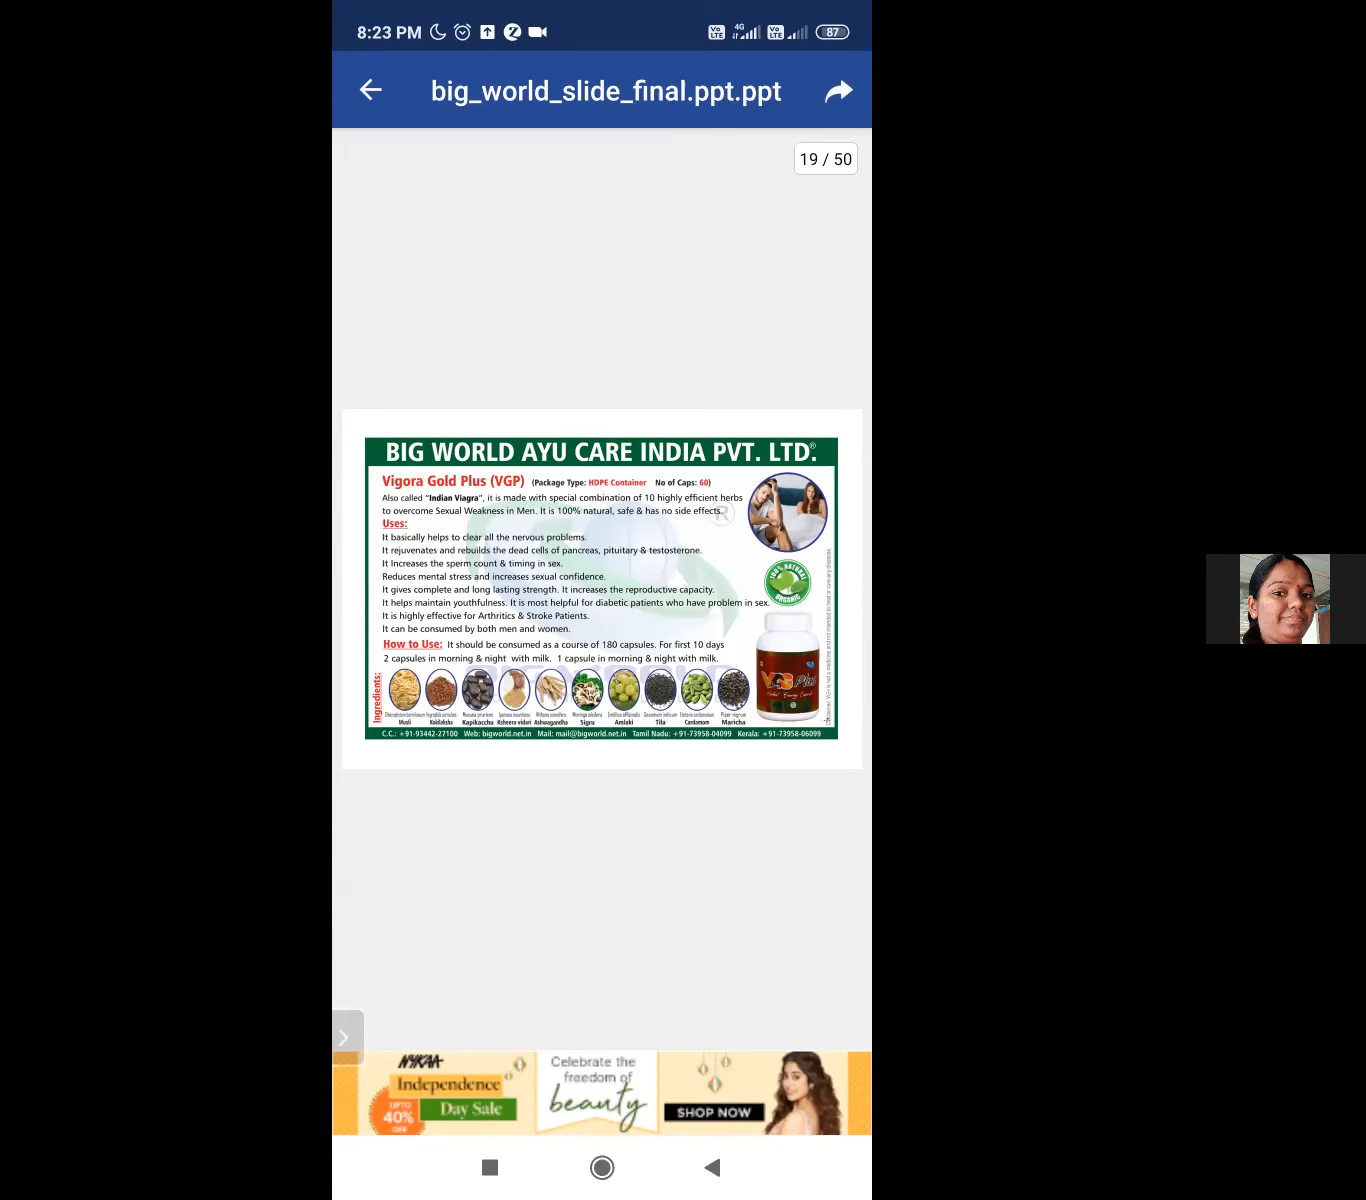 8:23 PM
4G
87
big_world_slide_final.ppt.ppt
19 / 50
BIG WORLD AYU CARE INDIA PVT. LTD.®
Vigora Gold Plus (VGP) (Package Type: HDPE Container No of Caps: 60)
Also called "Indian Viagra", it is made with special combination of 10 highly efficient herbs
to overcome Sexual Weakness in Men. It is 100% natural, safe & has no side effects.
Uses:
It basically helps to clear all the nervous problems.
It rejuvenates and rebuilds the dead cells of pancreas, pituitary & testosterone.
It Increases the sperm count & timing in sex.
Reduces mental stress and increases sexual confidence.
It gives complete and long lasting strength. It increases the reproductive capacity.
It helps maintain youthfulness. It is most helpful for diabetic patients who have problem in sex.
It is highly effective for Arthritics & Stroke Patients.
It can be consumed by both men and women.
How to Use: It should be consumed as a course of 180 capsules. For first 10 days
2 capsules in morning & night with milk. 1 capsule in morning & night with milk.
100% NATURAL
ORGANIC
Plus
Ingredients:
Musli Kokilaksha Kapikacchu Ksheera vidari Ashwagandha Sigru Amlaki Tila Cardamom Maricha
C.C.: +91-93442-27100 Web: bigworld.net.in Mail: mail@bigworld.net.in Tamil Nadu: +91-73958-04099 Kerala: +91-73958-06099
NYKAA
Independence
Day Sale
UPTO
40%
OFF
Celebrate the
freedom of
beauty
SHOP NOW